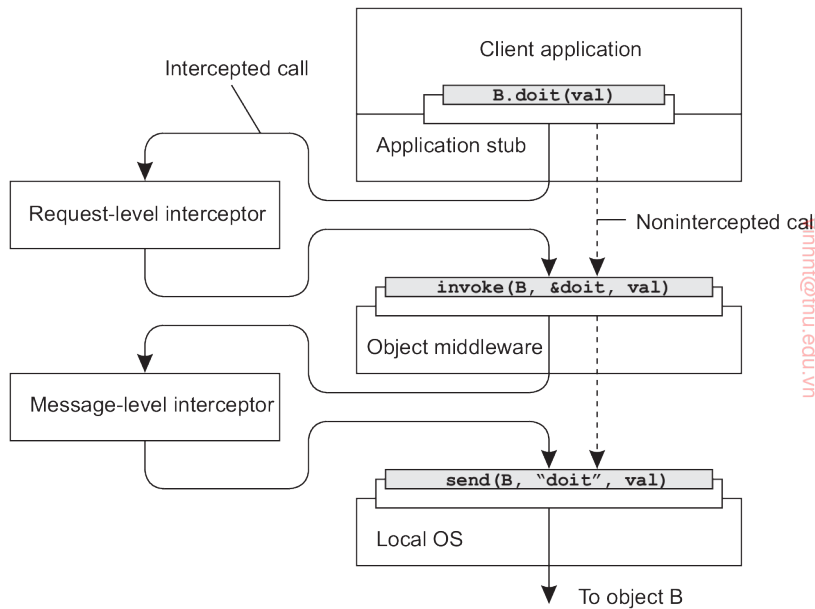 Client application
Intercepted call
B.doit(val)
Application stub
Request-level interceptor
Nonintercepted cal
invoke(B, &doit, val)
Object middleware
Message-level interceptor
send(B, “doit”, val)
Local OS
To object B